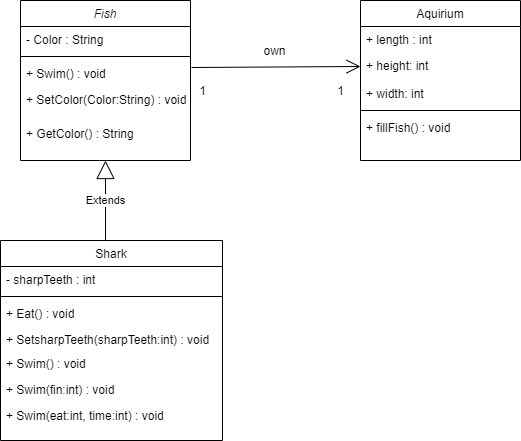 Fish
- Color : String
+ Swim() : void
+ SetColor(Color:String) : void
+ GetColor() : String
own
1
1
Aquirium
+ length : int
+ height: int
+ width: int
+ fillFish() : void
Extends
Shark
- sharpTeeth : int
+ Eat() : void
+ SetsharpTeeth(sharpTeeth:int) : void
+ Swim() : void
+ Swim(fin:int) : void
+ Swim(eat:int, time:int) : void